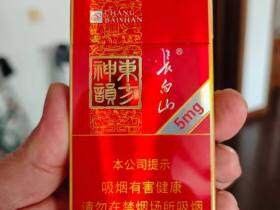 CHANG
BAISHAN
東方
神韻
長白山
5mg
本公司提示
吸烟有害健康
请勿在禁烟场所吸烟